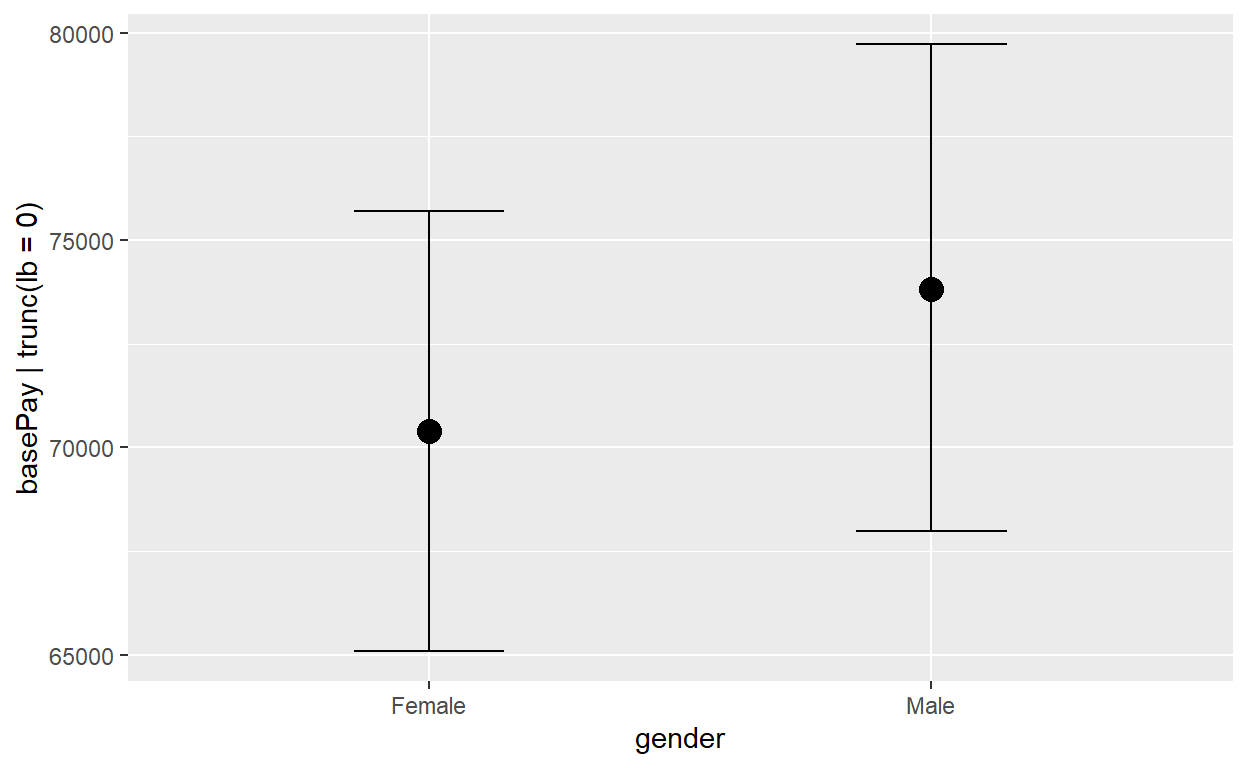 basePay | trunc(lb = 0)
80000
75000
70000
65000
Female
Male
gender